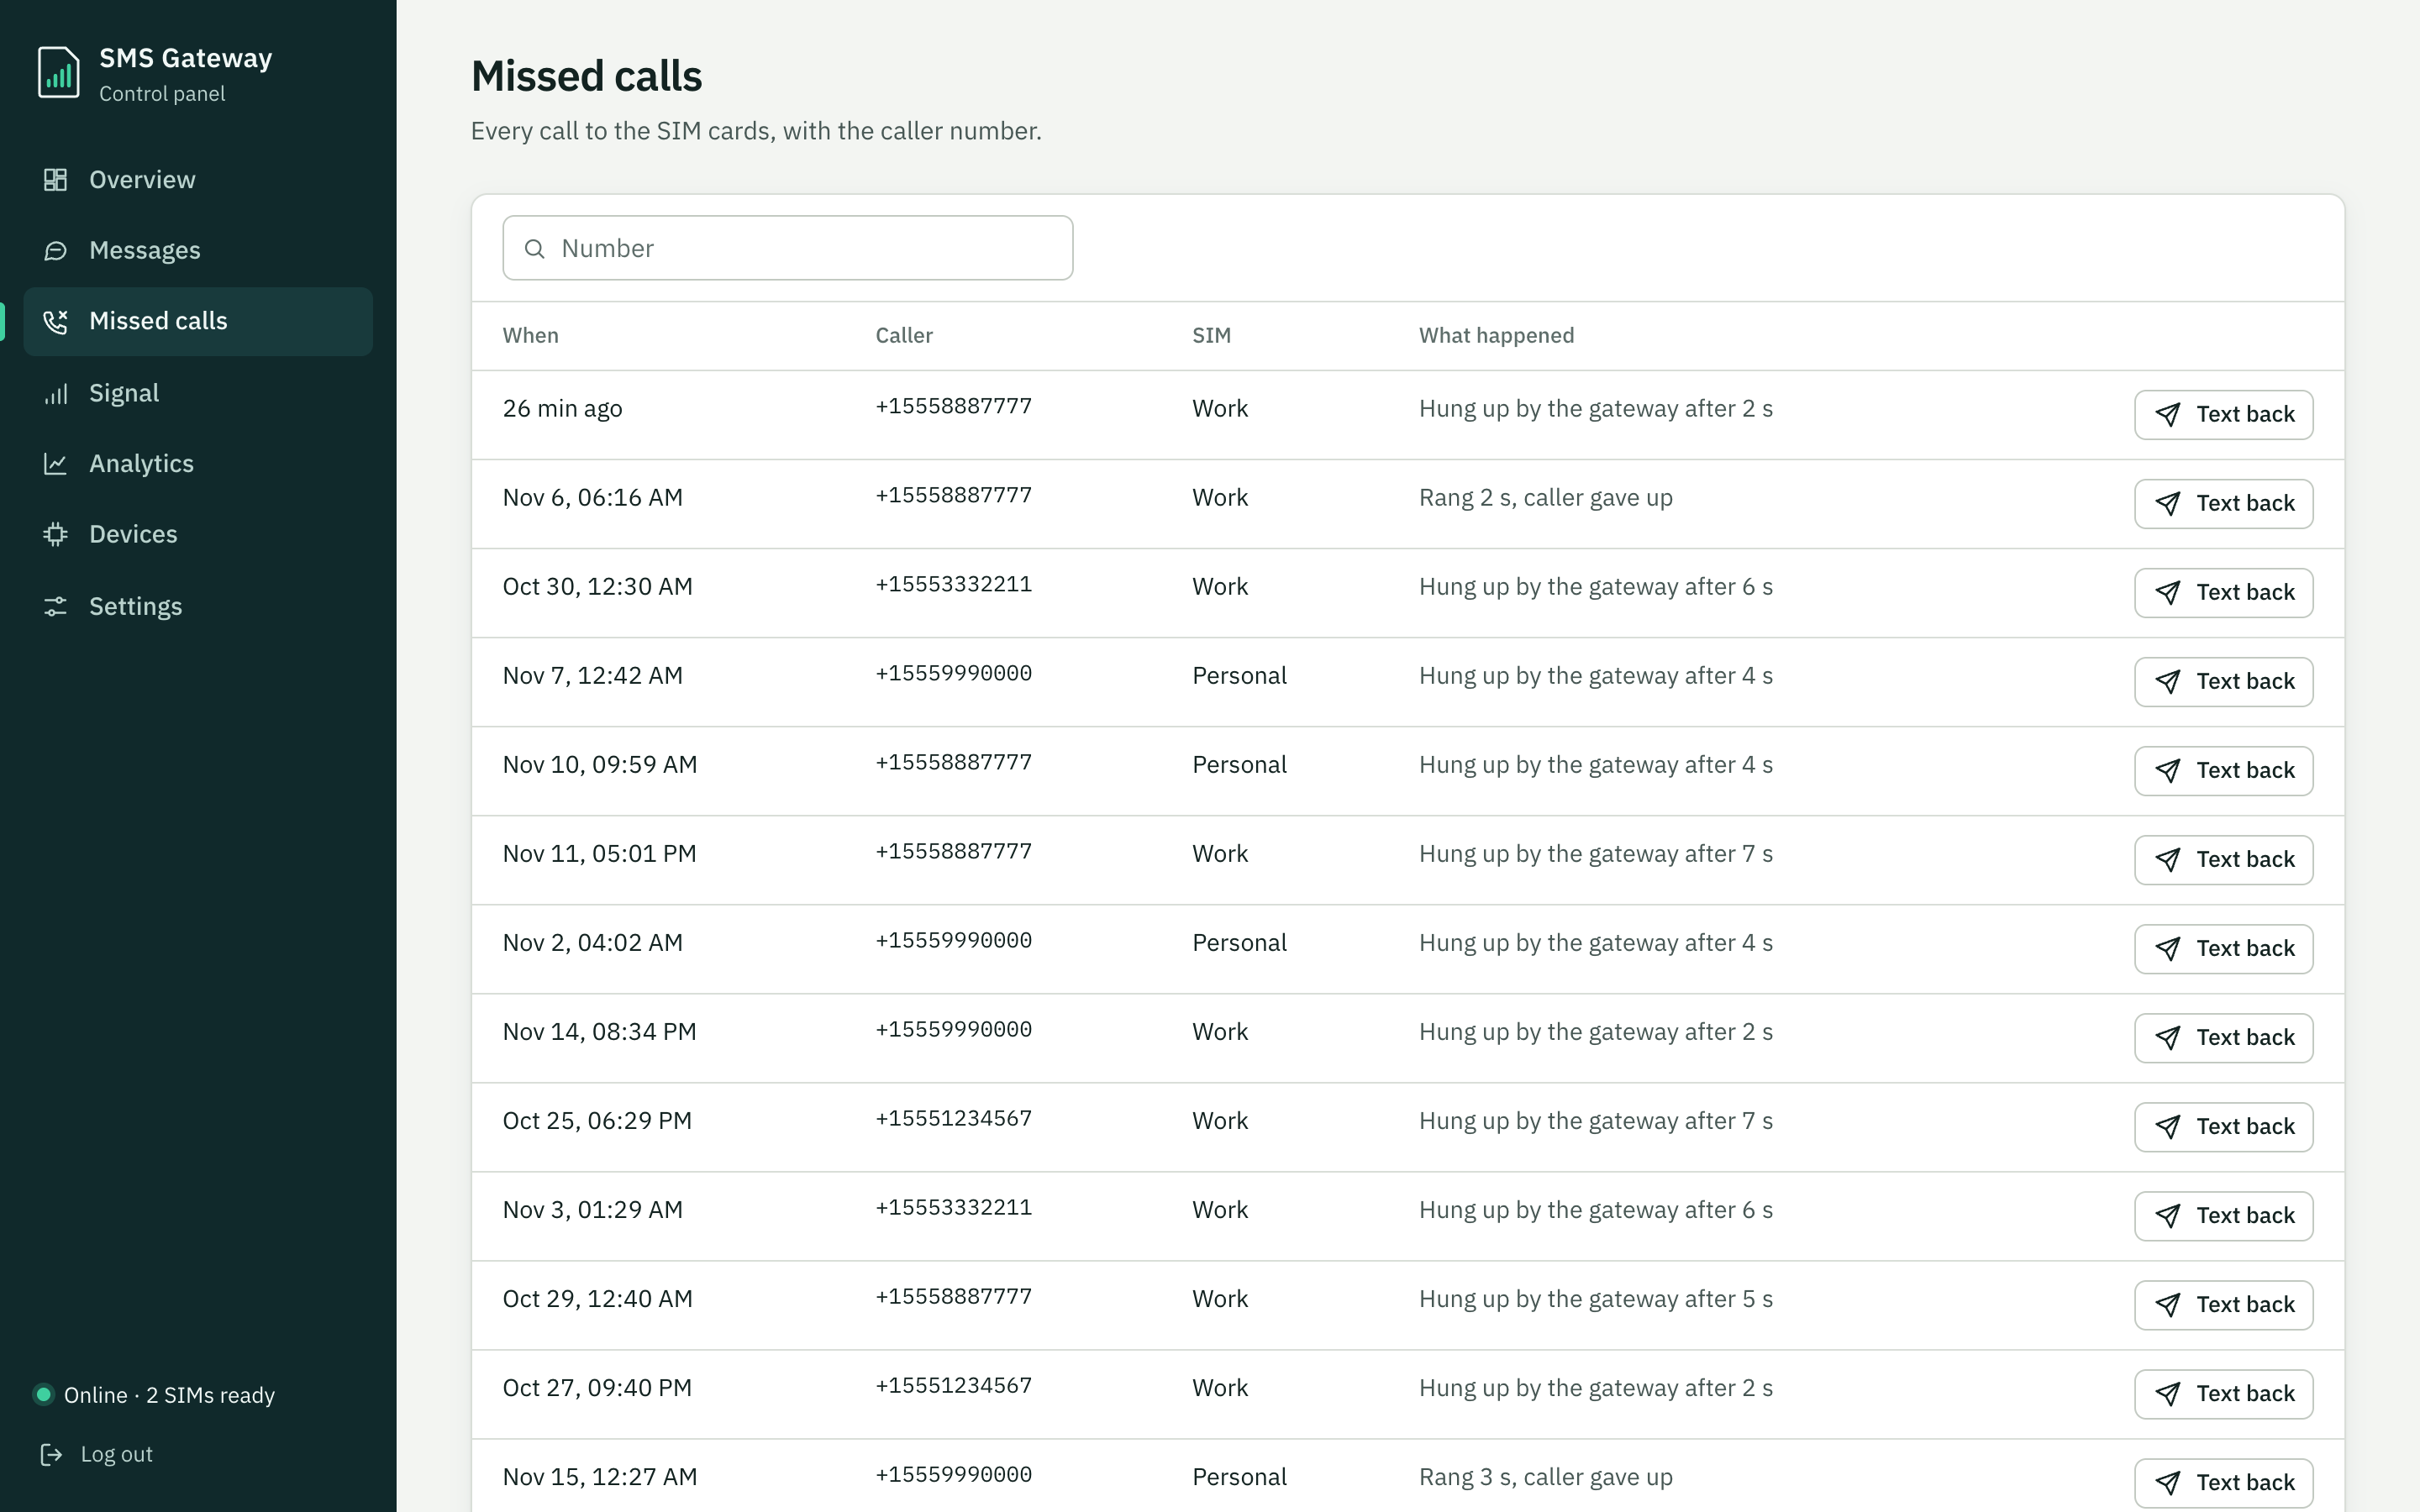 SMS Gateway
Control panel
Overview
Messages
Missed calls
Signal
Analytics
Devices
Settings
Online · 2 SIMs ready
Log out
Missed calls
Every call to the SIM cards, with the caller number.
Number
When Caller SIM What happened
26 min ago +15558887777 Work Hung up by the gateway after 2 s Text back
Nov 6, 06:16 AM +15558887777 Work Rang 2 s, caller gave up Text back
Oct 30, 12:30 AM +15553332211 Work Hung up by the gateway after 6 s Text back
Nov 7, 12:42 AM +15559990000 Personal Hung up by the gateway after 4 s Text back
Nov 10, 09:59 AM +15558887777 Personal Hung up by the gateway after 4 s Text back
Nov 11, 05:01 PM +15558887777 Work Hung up by the gateway after 7 s Text back
Nov 2, 04:02 AM +15559990000 Personal Hung up by the gateway after 4 s Text back
Nov 14, 08:34 PM +15559990000 Work Hung up by the gateway after 2 s Text back
Oct 25, 06:29 PM +15551234567 Work Hung up by the gateway after 7 s Text back
Nov 3, 01:29 AM +15553332211 Work Hung up by the gateway after 6 s Text back
Oct 29, 12:40 AM +15558887777 Work Hung up by the gateway after 5 s Text back
Oct 27, 09:40 PM +15551234567 Work Hung up by the gateway after 2 s Text back
Nov 15, 12:27 AM +15559990000 Personal Rang 3 s, caller gave up Text back